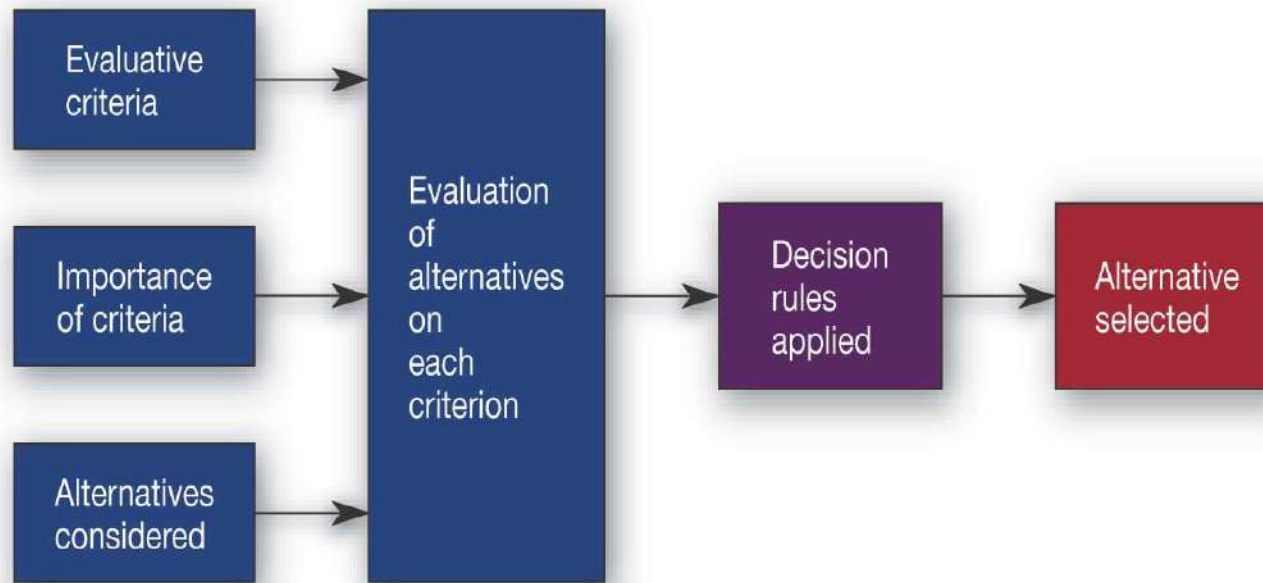 Evaluative
criteria
Importance
of criteria
Alternatives
considered
Evaluation
of
alternatives
on
each
criterion
Decision
rules
applied
Alternative
selected